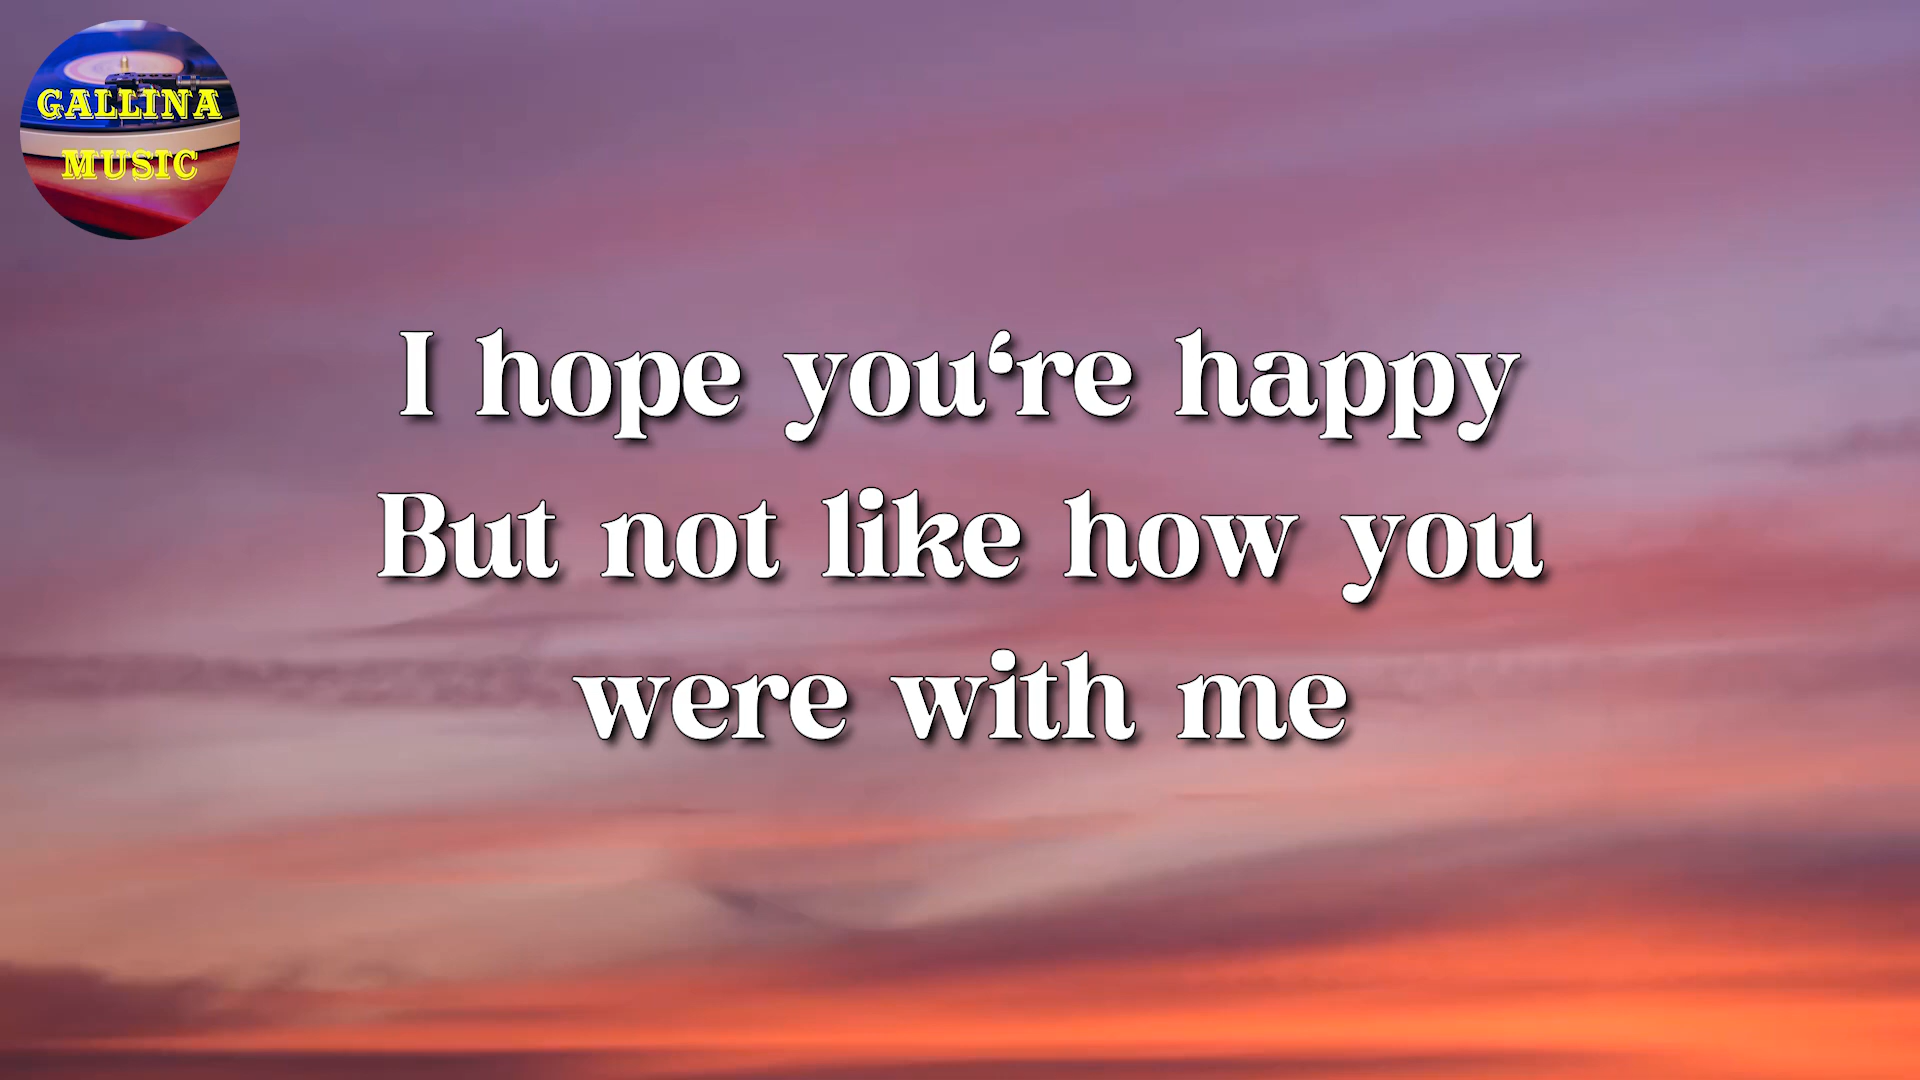 GALLINA
MUSIC
I hope you‘re happy
But not like how you
were with me